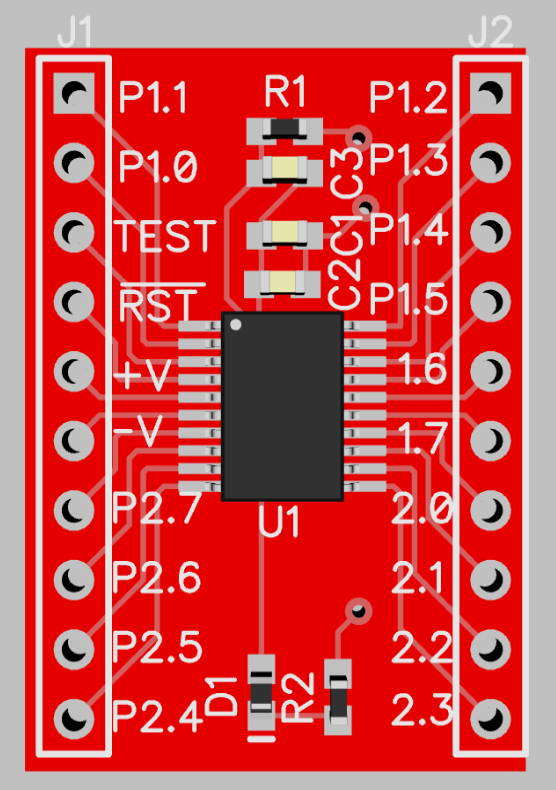 J1 J2
R1
P1.1 P1.2
P1.0 C3 P1.3
TEST C1 P1.4
RST C2 P1.5
+V 1.6
-V 1.7
U1
P2.7 2.0
P2.6 2.1
P2.5 2.2
D1 R2
P2.4 2.3